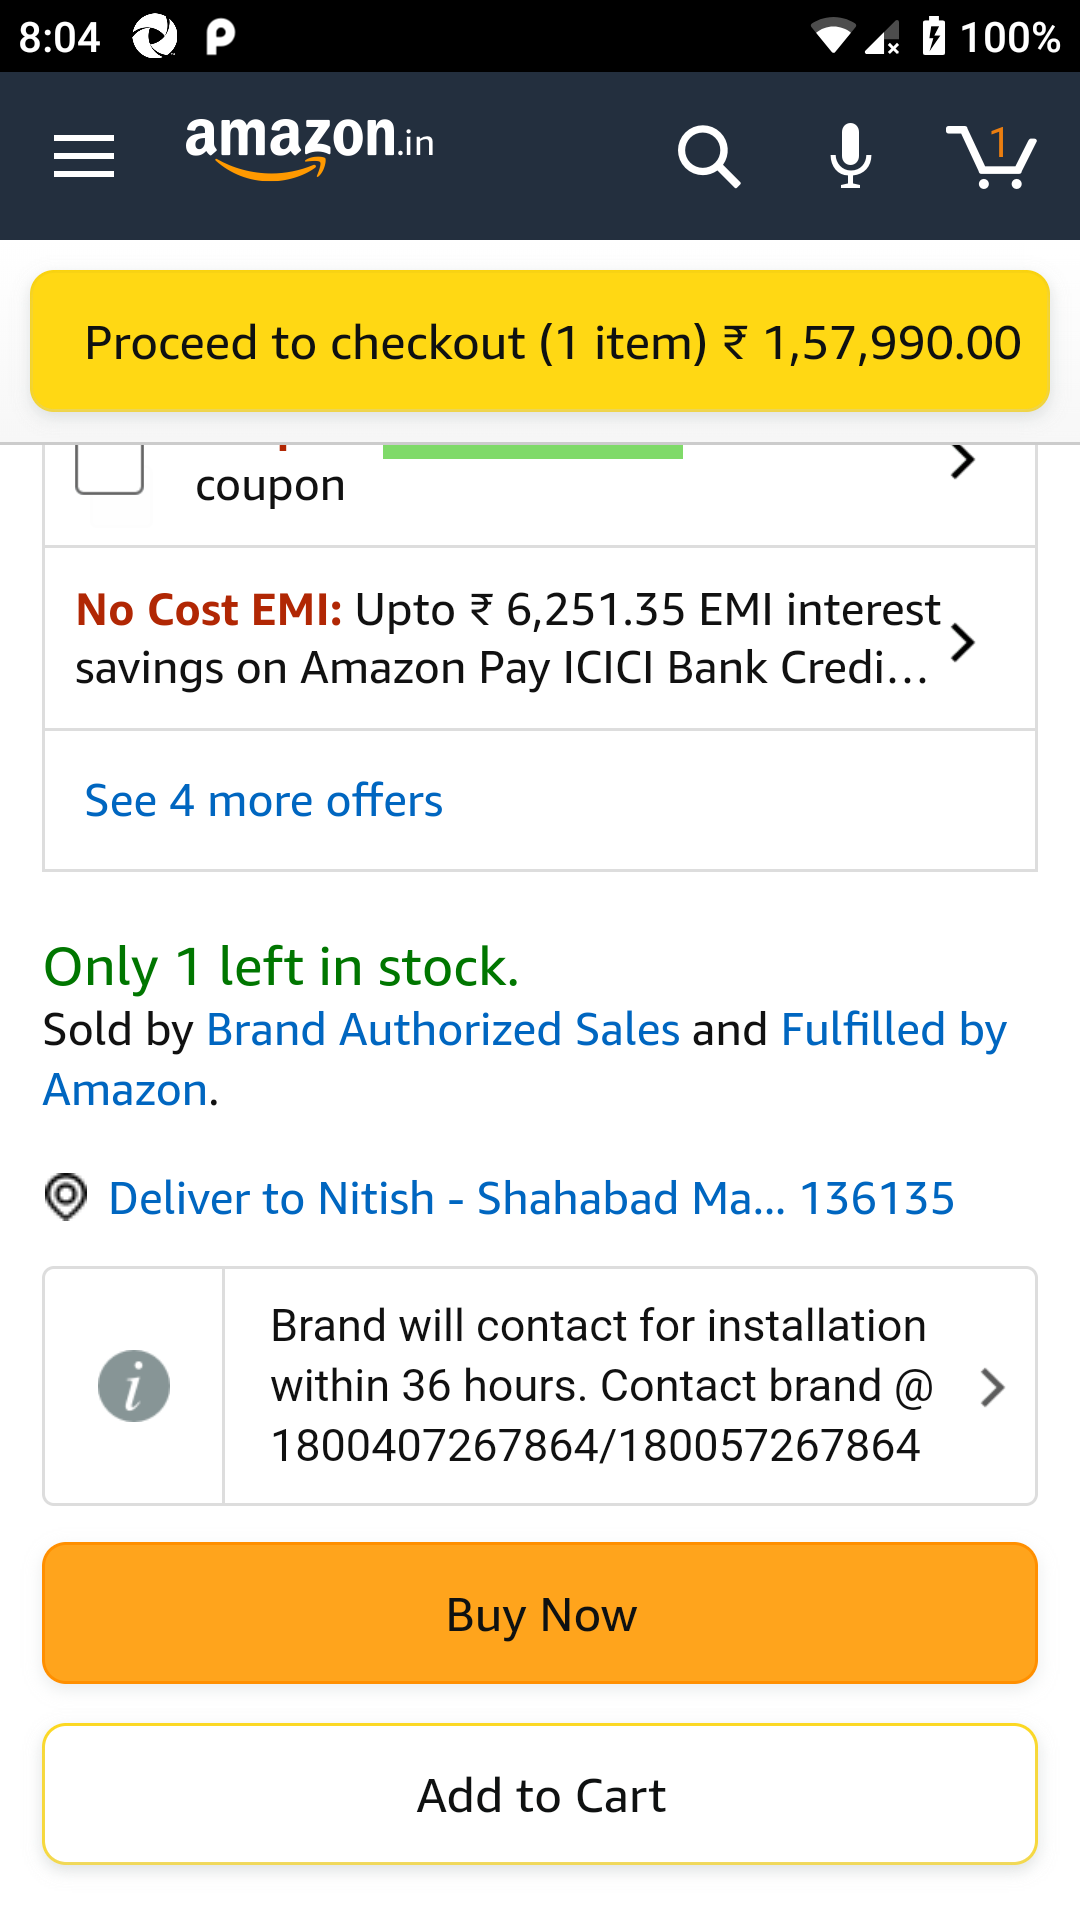 8:04
100%
amazon.in
1
Proceed to checkout (1 item) ₹ 1,57,990.00
coupon
No Cost EMI: Upto ₹ 6,251.35 EMI interest
savings on Amazon Pay ICICI Bank Credi…
See 4 more offers
Only 1 left in stock.
Sold by Brand Authorized Sales and Fulfilled by
Amazon.
Deliver to Nitish - Shahabad Ma... 136135
Brand will contact for installation
within 36 hours. Contact brand @
1800407267864/180057267864
Buy Now
Add to Cart